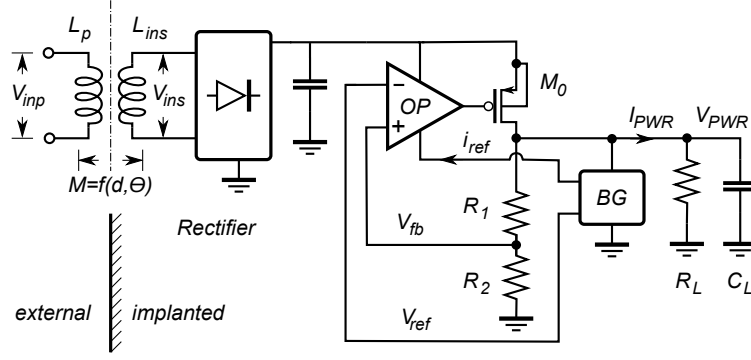 L_p L_ins
V_inp V_ins
M=f(d,Θ)
Rectifier
external implanted
− OP +
M_0
i_ref
I_PWR V_PWR
BG
R_1
V_fb
R_2
V_ref
R_L C_L